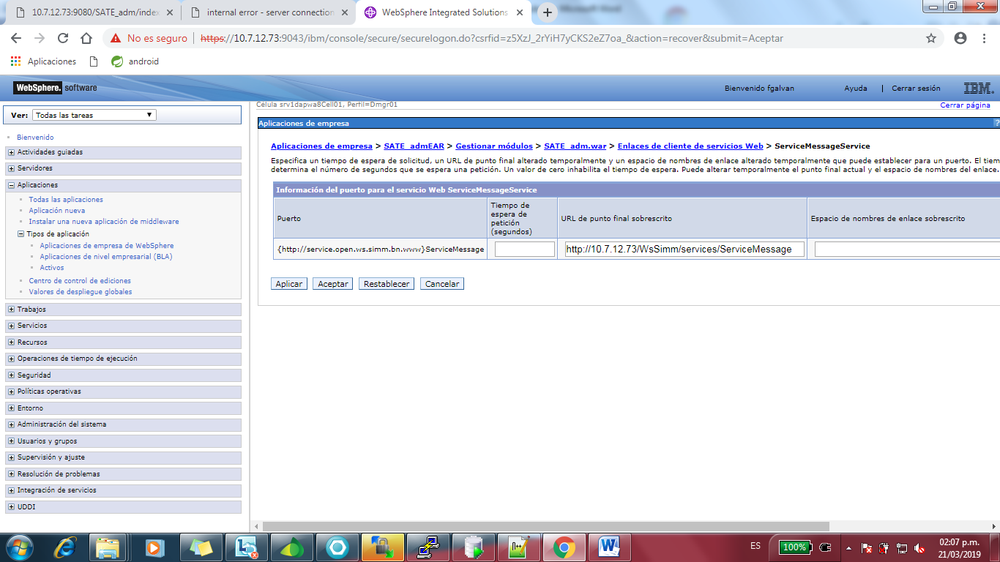 Microsoft Word
10.7.12.73:9080/SATE_adm/index
internal error - server connection
WebSphere Integrated Solutions
No es seguro
https://10.7.12.73:9043/ibm/console/secure/securelogon.do?csrfid=z5XzJ_2rYiH7yCKS2eZ7oa_&action=recover&submit=Aceptar
Aplicaciones
android
WebSphere. software
Bienvenido fgalvan
Ayuda
Cerrar sesión
IBM.
Ver:
Todas las tareas
Bienvenido
Actividades guiadas
Servidores
Aplicaciones
Todas las aplicaciones
Aplicación nueva
Instalar una nueva aplicación de middleware
Tipos de aplicación
Aplicaciones de empresa de WebSphere
Aplicaciones de nivel empresarial (BLA)
Activos
Centro de control de ediciones
Valores de despliegue globales
Trabajos
Servicios
Recursos
Operaciones de tiempo de ejecución
Seguridad
Políticas operativas
Entorno
Administración del sistema
Usuarios y grupos
Supervisión y ajuste
Resolución de problemas
Integración de servicios
UDDI
Célula srv1dapwa8Cell01, Perfil=Dmgr01
Cerrar página
Aplicaciones de empresa
?
Aplicaciones de empresa > SATE_admEAR > Gestionar módulos > SATE_adm.war > Enlaces de cliente de servicios Web > ServiceMessageService
Especifica un tiempo de espera de solicitud, un URL de punto final alterado temporalmente y un espacio de nombres de enlace alterado temporalmente que puede establecer para un puerto. El tiem
determina el número de segundos que se espera una petición. Un valor de cero inhabilita el tiempo de espera. Puede alterar temporalmente el punto final actual y el espacio de nombres del enlace.
Información del puerto para el servicio Web ServiceMessageService
Puerto
Tiempo de
espera de
petición
(segundos)
URL de punto final sobrescrito
Espacio de nombres de enlace sobrescrito
{http://service.open.ws.simm.bn.www}ServiceMessage
http://10.7.12.73/WsSimm/services/ServiceMessage
Aplicar
Aceptar
Restablecer
Cancelar
ES
100%
02:07 p.m.
21/03/2019